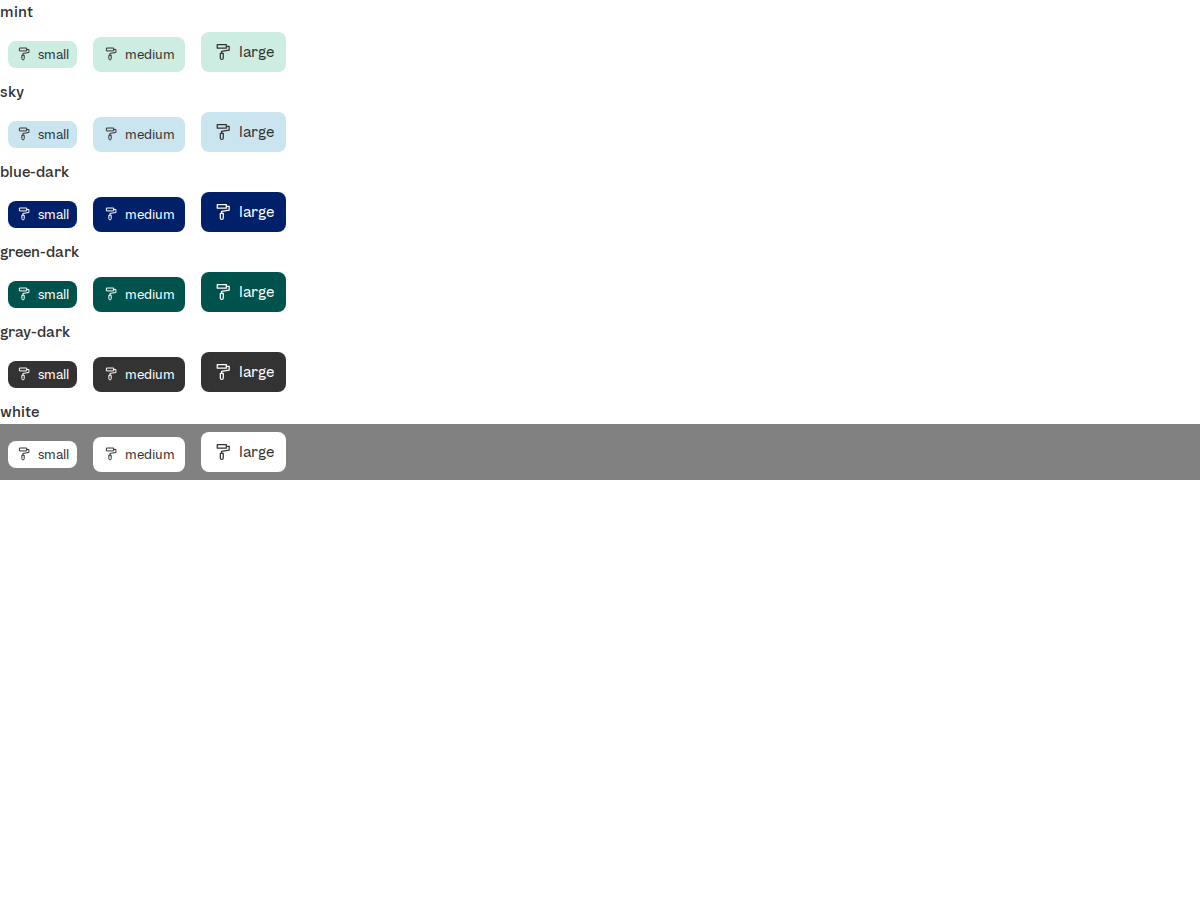 mint
small medium large
sky
small medium large
blue-dark
small medium large
green-dark
small medium large
gray-dark
small medium large
white
small medium large